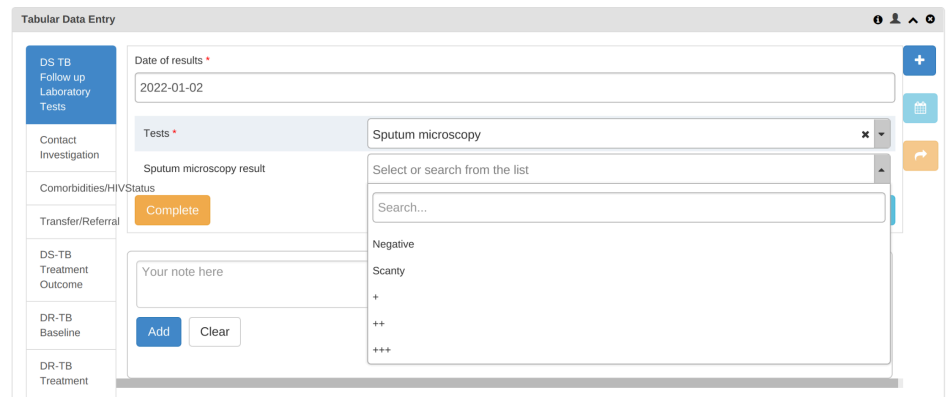 Tabular Data Entry
DS TB
Follow up
Laboratory
Tests
Contact
Investigation
Comorbidities/HIVStatus
Transfer/Referral
DS-TB
Treatment
Outcome
DR-TB
Baseline
DR-TB
Treatment
Date of results *
2022-01-02
Tests *
Sputum microscopy
Sputum microscopy result
Select or search from the list
Search...
Negative
Scanty
+
++
+++
Complete
Your note here
Add
Clear